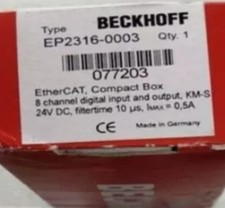 Type BECKHOFF
EP2316-0003 Qty. 1
077203
EtherCAT, Compact Box
8 channel digital input and output, KM-S
24V DC, filtertime 10 µs, IMAX = 0,5A
CE Made in Germany